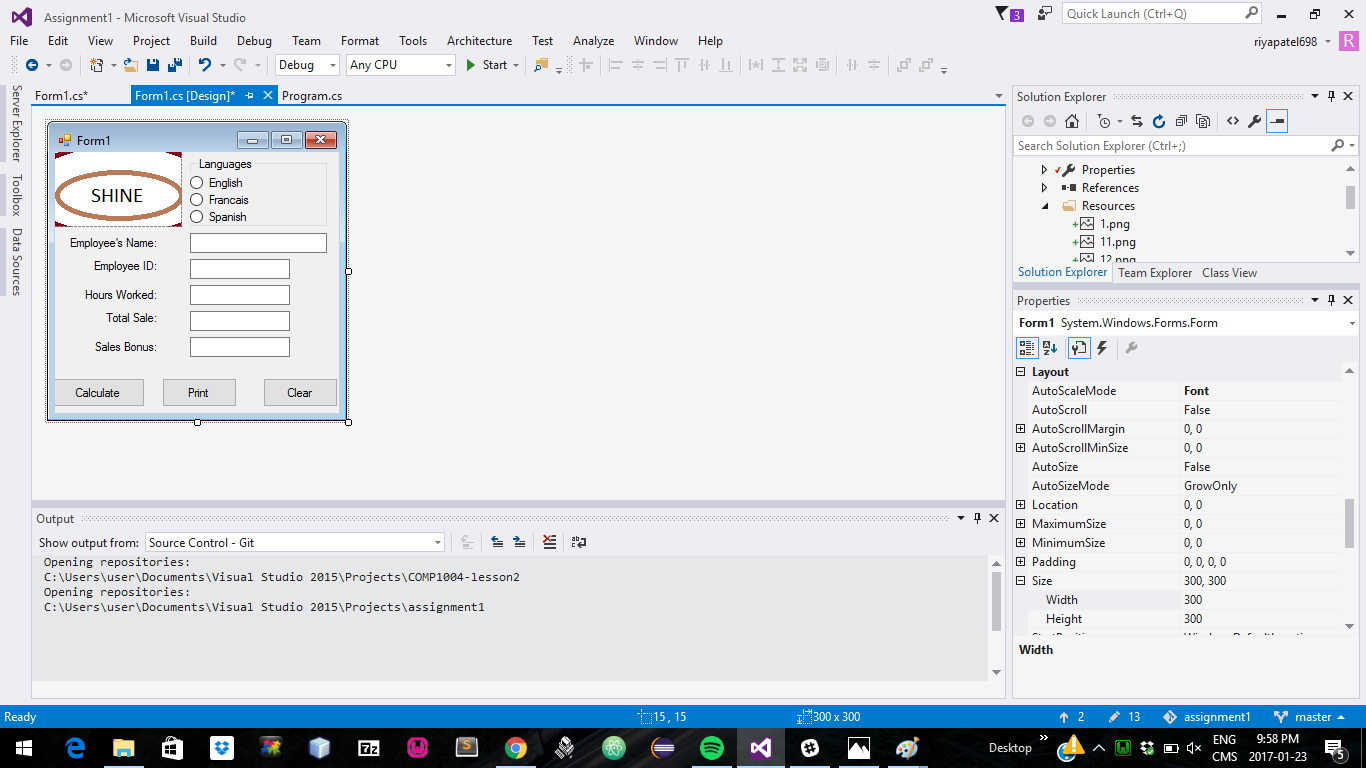 Assignment1 - Microsoft Visual Studio
3
Quick Launch (Ctrl+Q)
File Edit View Project Build Debug Team Format Tools Architecture Test Analyze Window Help
riyapatel698 R
Debug Any CPU Start
Server Explorer
Toolbox
Data Sources
Form1.cs* Form1.cs [Design]* Program.cs
Form1
SHINE
Languages
English
Francais
Spanish
Employee's Name:
Employee ID:
Hours Worked:
Total Sale:
Sales Bonus:
Calculate Print Clear
Output
Show output from: Source Control - Git
Opening repositories:
C:\Users\user\Documents\Visual Studio 2015\Projects\COMP1004-lesson2
Opening repositories:
C:\Users\user\Documents\Visual Studio 2015\Projects\assignment1
Solution Explorer
Search Solution Explorer (Ctrl+;)
Properties
References
Resources
1.png
11.png
12.png
Solution Explorer Team Explorer Class View
Properties
Form1 System.Windows.Forms.Form
Layout
AutoScaleMode Font
AutoScroll False
AutoScrollMargin 0, 0
AutoScrollMinSize 0, 0
AutoSize False
AutoSizeMode GrowOnly
Location 0, 0
MaximumSize 0, 0
MinimumSize 0, 0
Padding 0, 0, 0, 0
Size 300, 300
Width 300
Height 300
Width
Ready 15 , 15 300 x 300 2 13 assignment1 master
Desktop
ENG
CMS
9:58 PM
2017-01-23
5